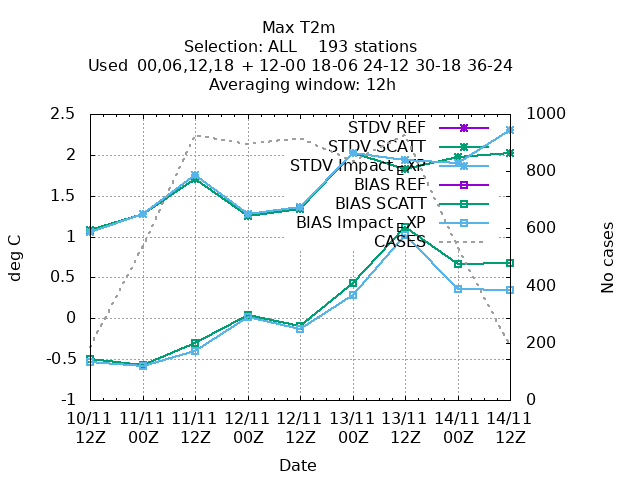 Max T2m
Selection: ALL    193 stations
Used  00,06,12,18 + 12-00 18-06 24-12 30-18 36-24
Averaging window: 12h
2.5
2
1.5
1
0.5
0
-0.5
-1
deg C
1000
800
600
400
200
0
No cases
STDV REF
STDV SCATT
STDV Impact_XP
BIAS REF
BIAS SCATT
BIAS Impact_XP
CASES
10/11 11/11 11/11 12/11 12/11 13/11 13/11 14/11 14/11
12Z 00Z 12Z 00Z 12Z 00Z 12Z 00Z 12Z
Date